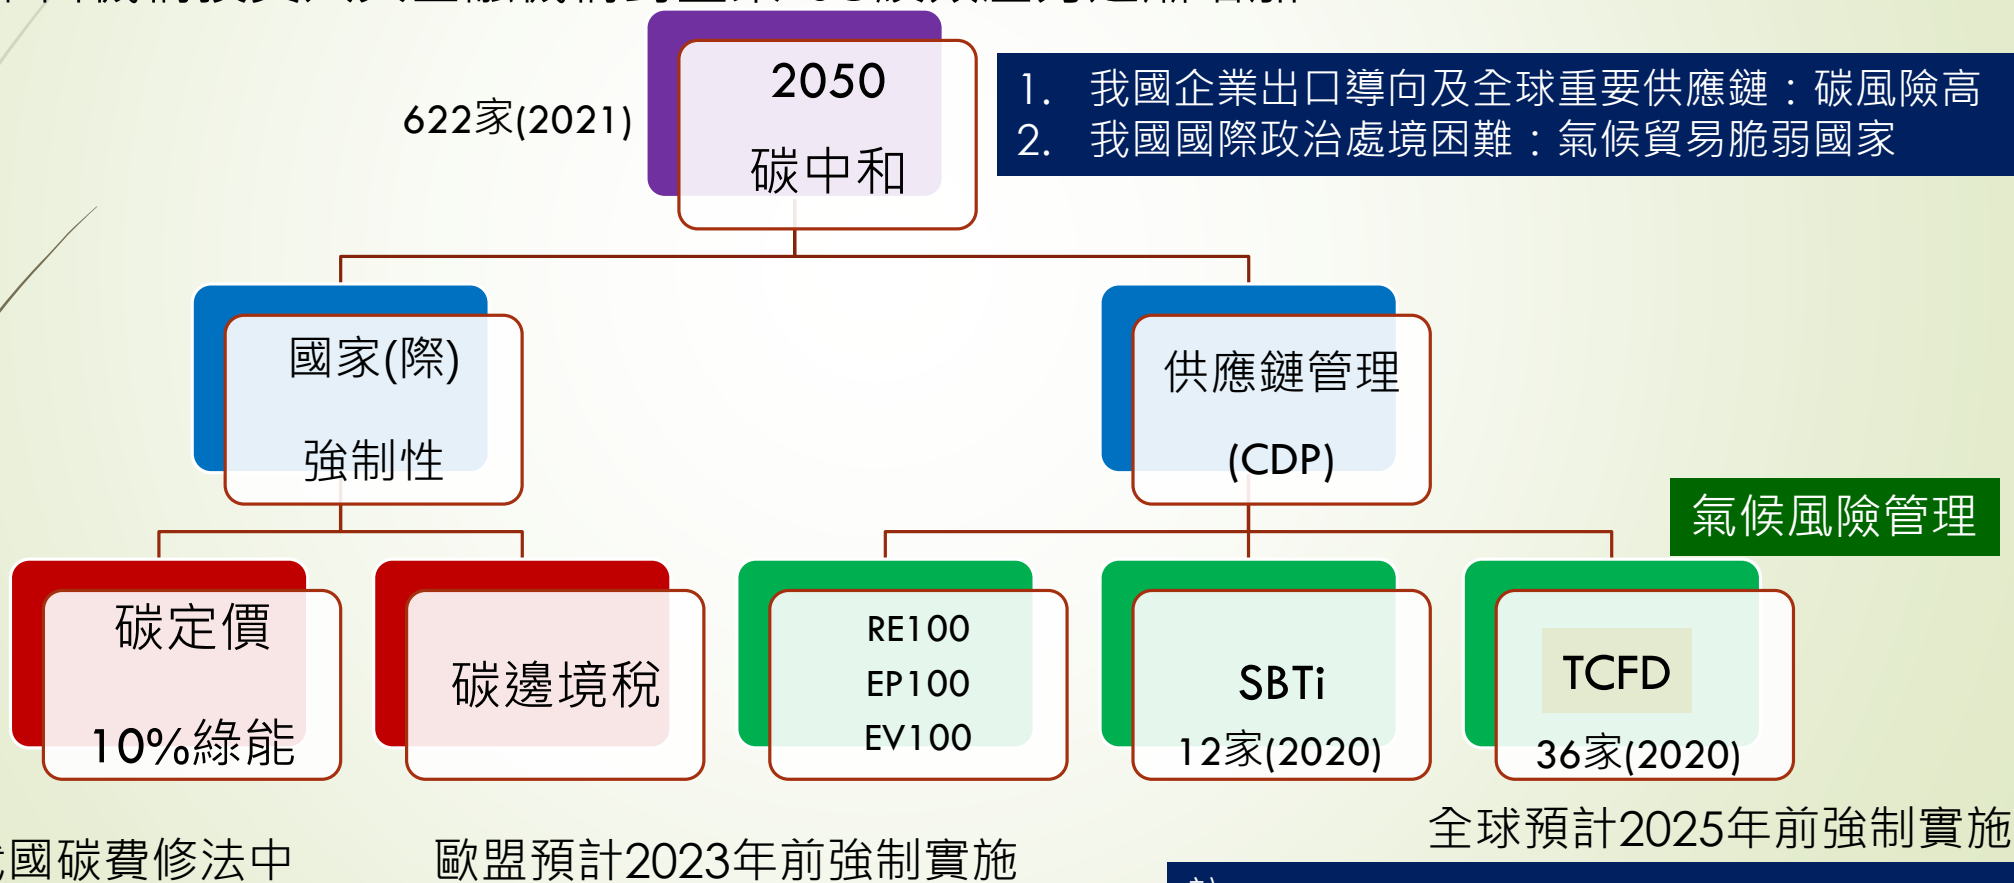 2050
碳中和
622家(2021)
1. 我國企業出口導向及全球重要供應鏈：碳風險高
2. 我國國際政治處境困難：氣候貿易脆弱國家
國家(際)
強制性
供應鏈管理
(CDP)
氣候風險管理
碳定價
10%綠能
碳邊境稅
RE100
EP100
EV100
SBTi
12家(2020)
TCFD
36家(2020)
國碳費修法中
歐盟預計2023年前強制實施
全球預計2025年前強制實施